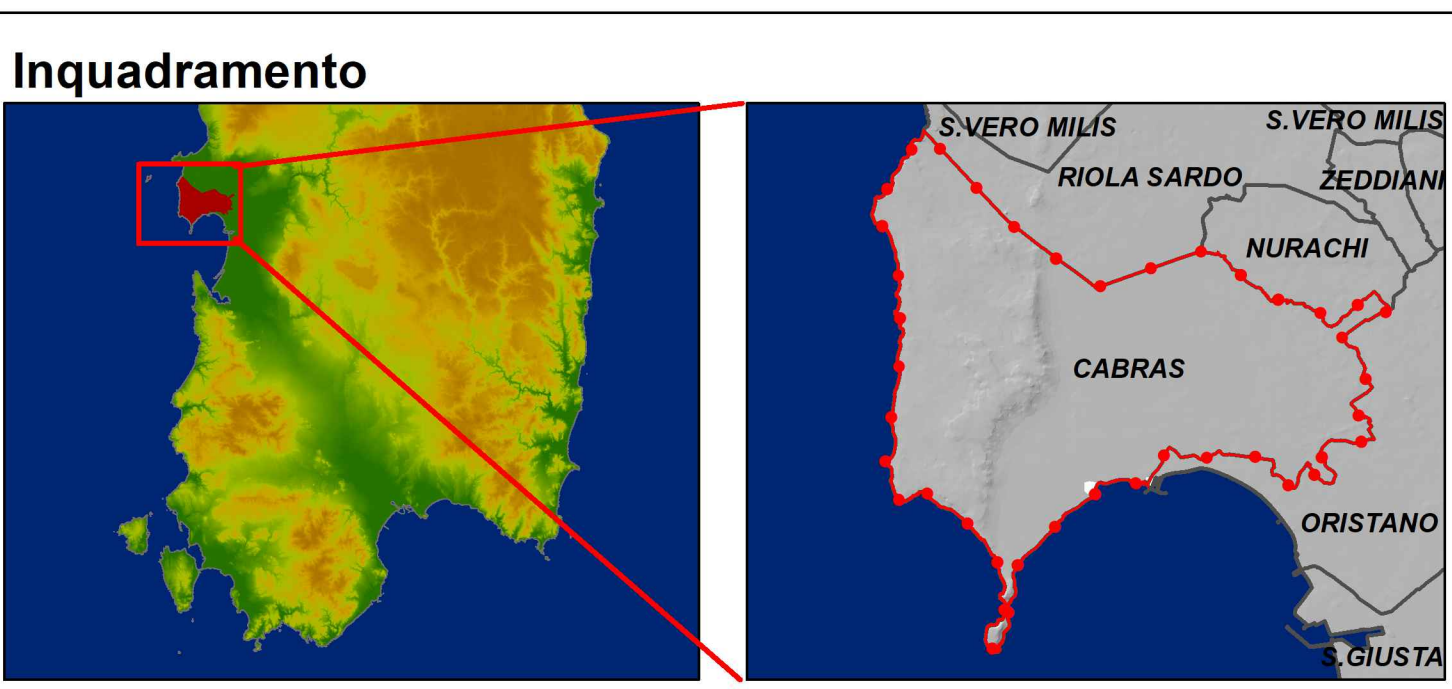 Inquadramento
S.VERO MILIS
S.VERO MILIS
RIOLA SARDO
ZEDDIANI
NURACHI
CABRAS
ORISTANO
S.GIUSTA